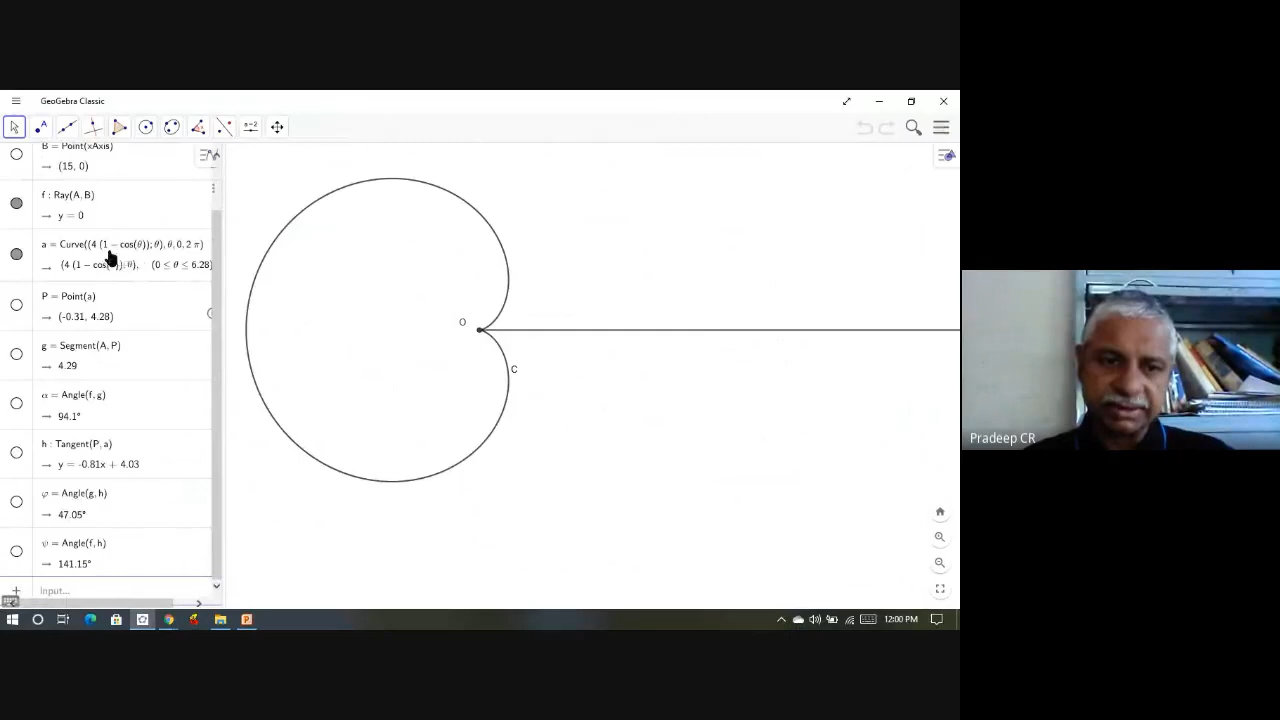 GeoGebra Classic
B = Point(xAxis)
→ (15, 0)
f : Ray(A, B)
→ y = 0
a = Curve((4 (1 − cos(θ)); θ), θ, 0, 2 π)
→ (4 (1 − cos(θ)); θ), (0 ≤ θ ≤ 6.28)
P = Point(a)
→ (-0.31, 4.28)
g = Segment(A, P)
→ 4.29
α = Angle(f, g)
→ 94.1°
h : Tangent(P, a)
→ y = -0.81x + 4.03
φ = Angle(g, h)
→ 47.05°
ψ = Angle(f, h)
→ 141.15°
Input...
O
C
Pradeep CR
12:00 PM